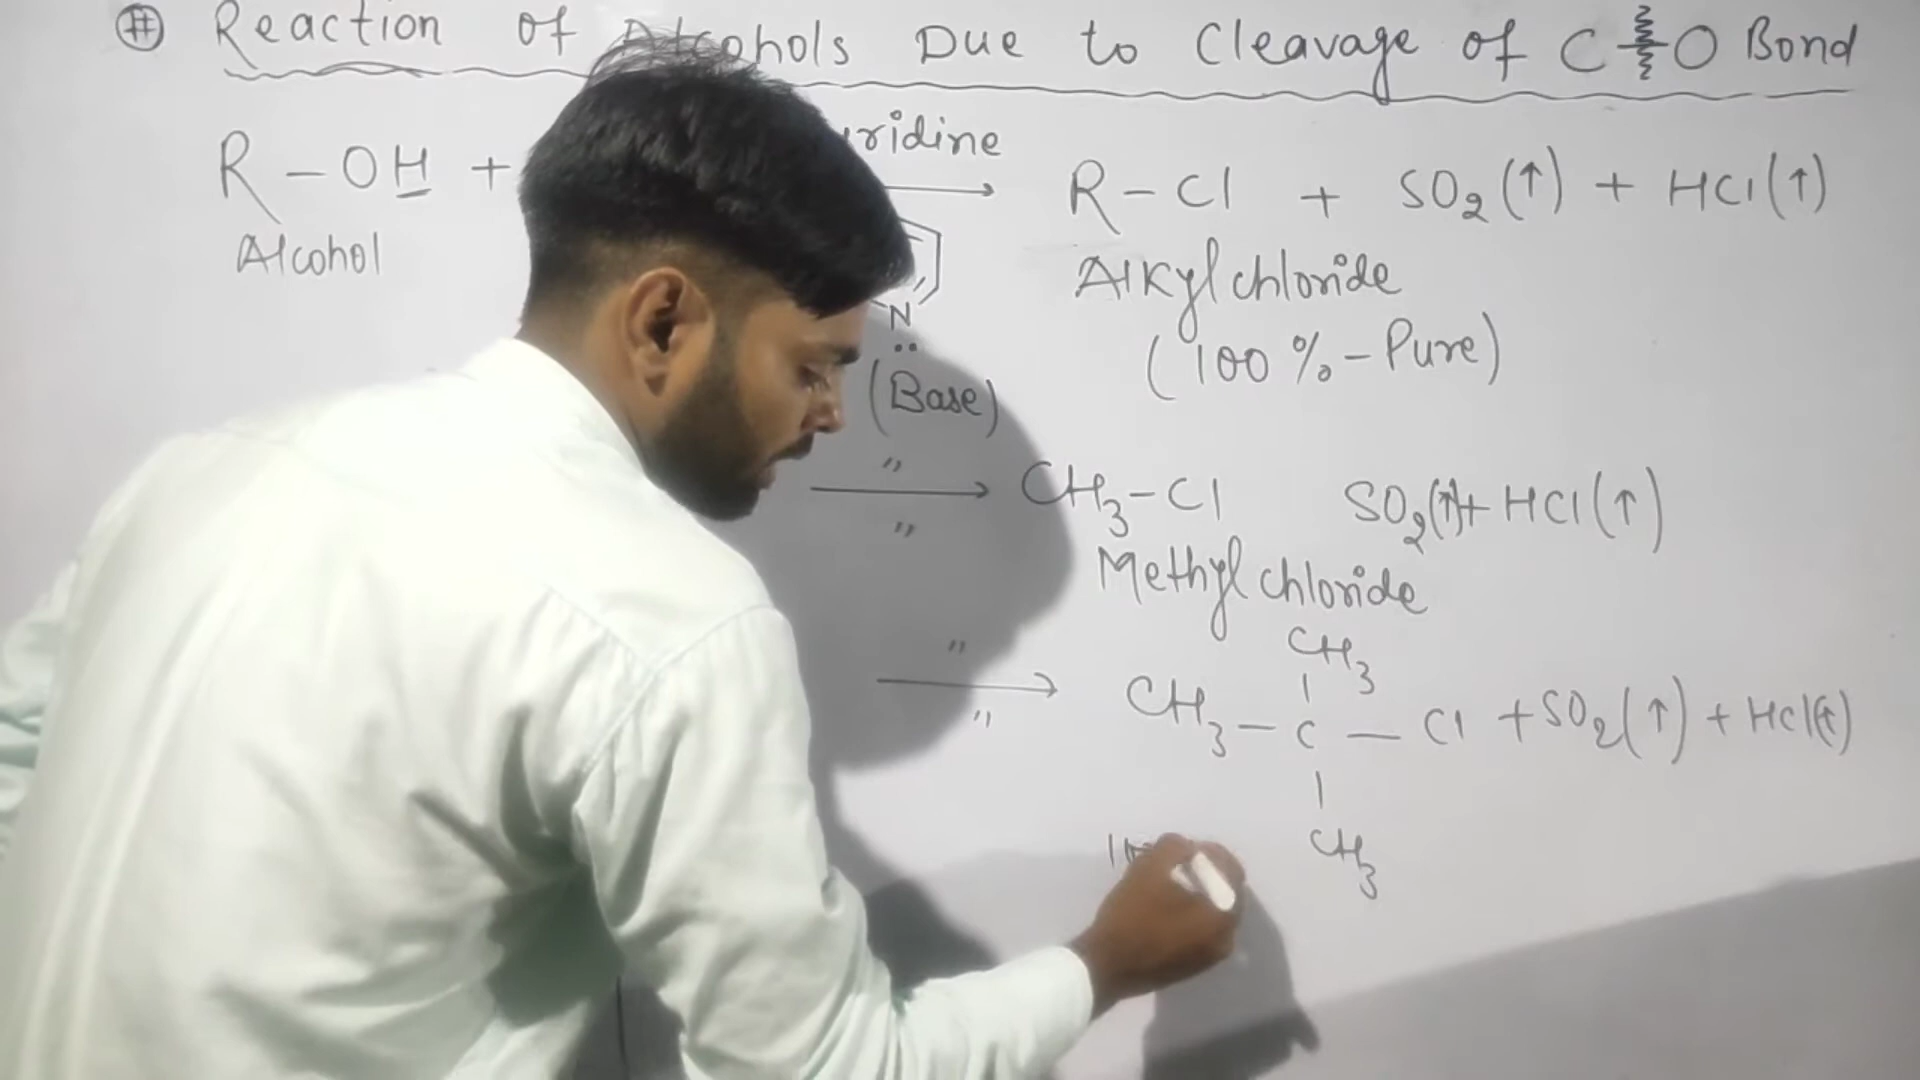 # Reaction of Alcohols Due to Cleavage of C–O Bond
R – OH + ridine → R – Cl + SO2(↑) + HCl(↑)
Alcohol
N
Alkyl chloride
(Base) (100 % – Pure)
" → " CH3 – Cl SO2(↑)+ HCl(↑)
Methyl chloride
CH3
|
" → " CH3 – C – Cl + SO2(↑) + HCl(↑)
|
CH3